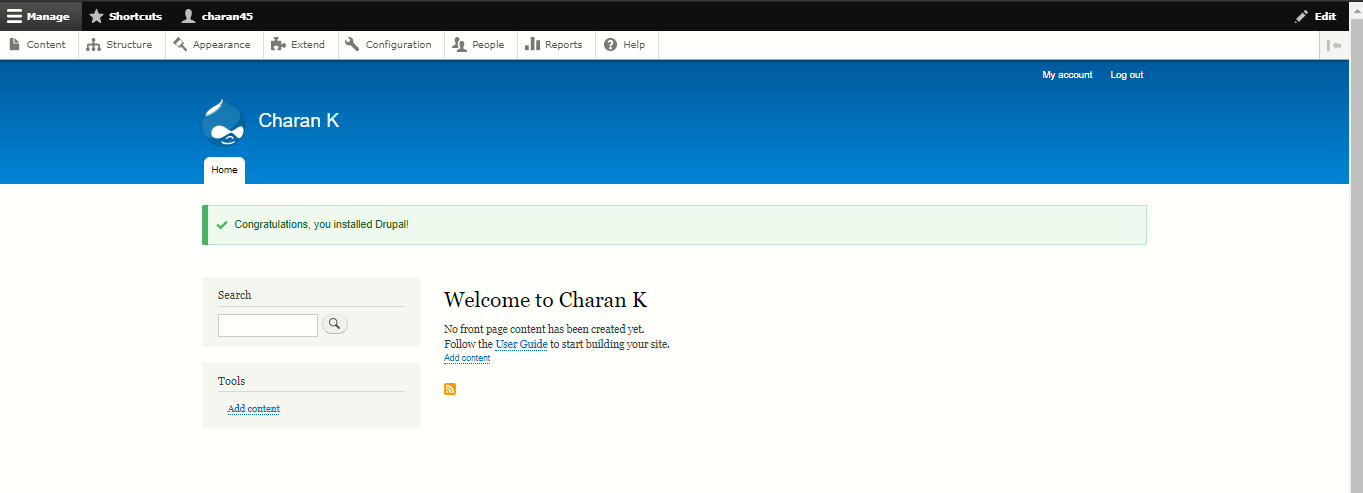 Manage Shortcuts charan45 Edit
Content Structure Appearance Extend Configuration People Reports Help
My account Log out
Charan K
Home
Congratulations, you installed Drupal!
Search
Tools
Add content
Welcome to Charan K
No front page content has been created yet.
Follow the User Guide to start building your site.
Add content